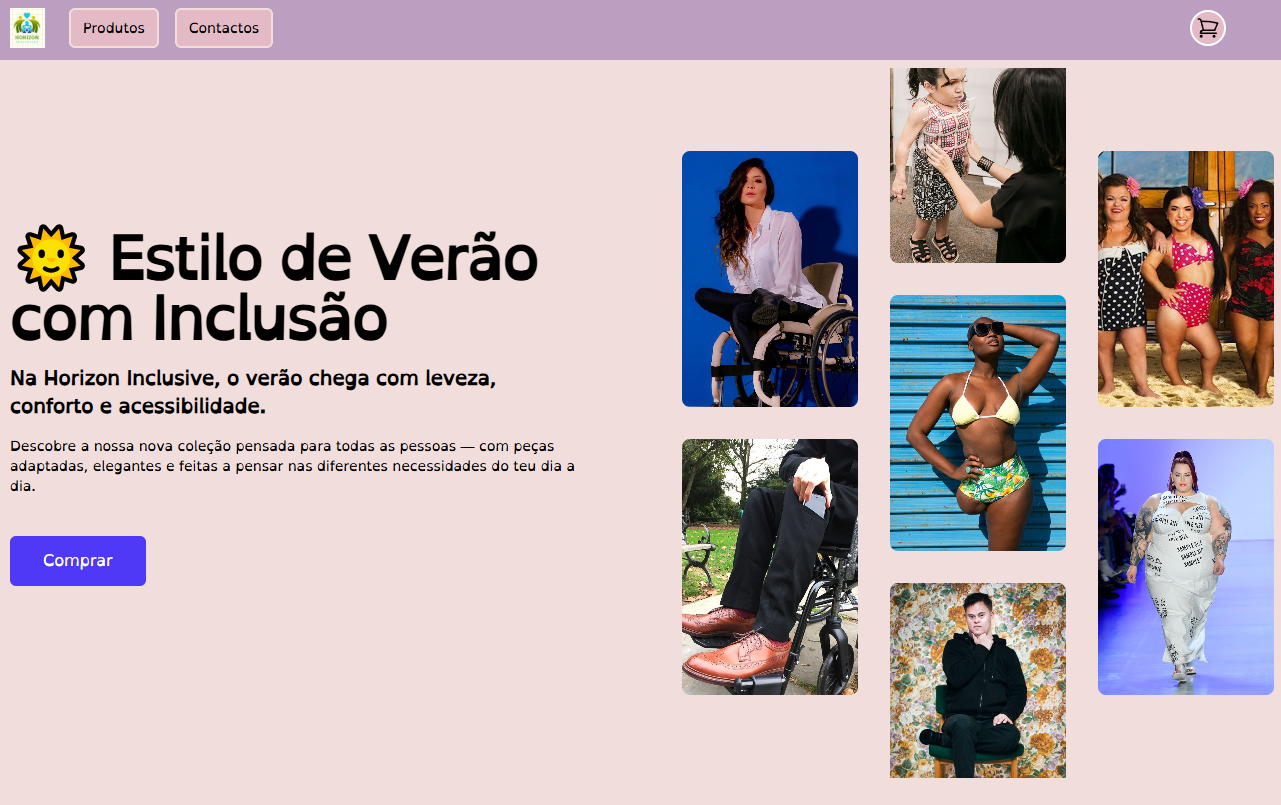 HORIZON
Produtos
Contactos
Estilo de Verão
com Inclusão
Na Horizon Inclusive, o verão chega com leveza,
conforto e acessibilidade.
Descobre a nossa nova coleção pensada para todas as pessoas — com peças
adaptadas, elegantes e feitas a pensar nas diferentes necessidades do teu dia a
dia.
Comprar